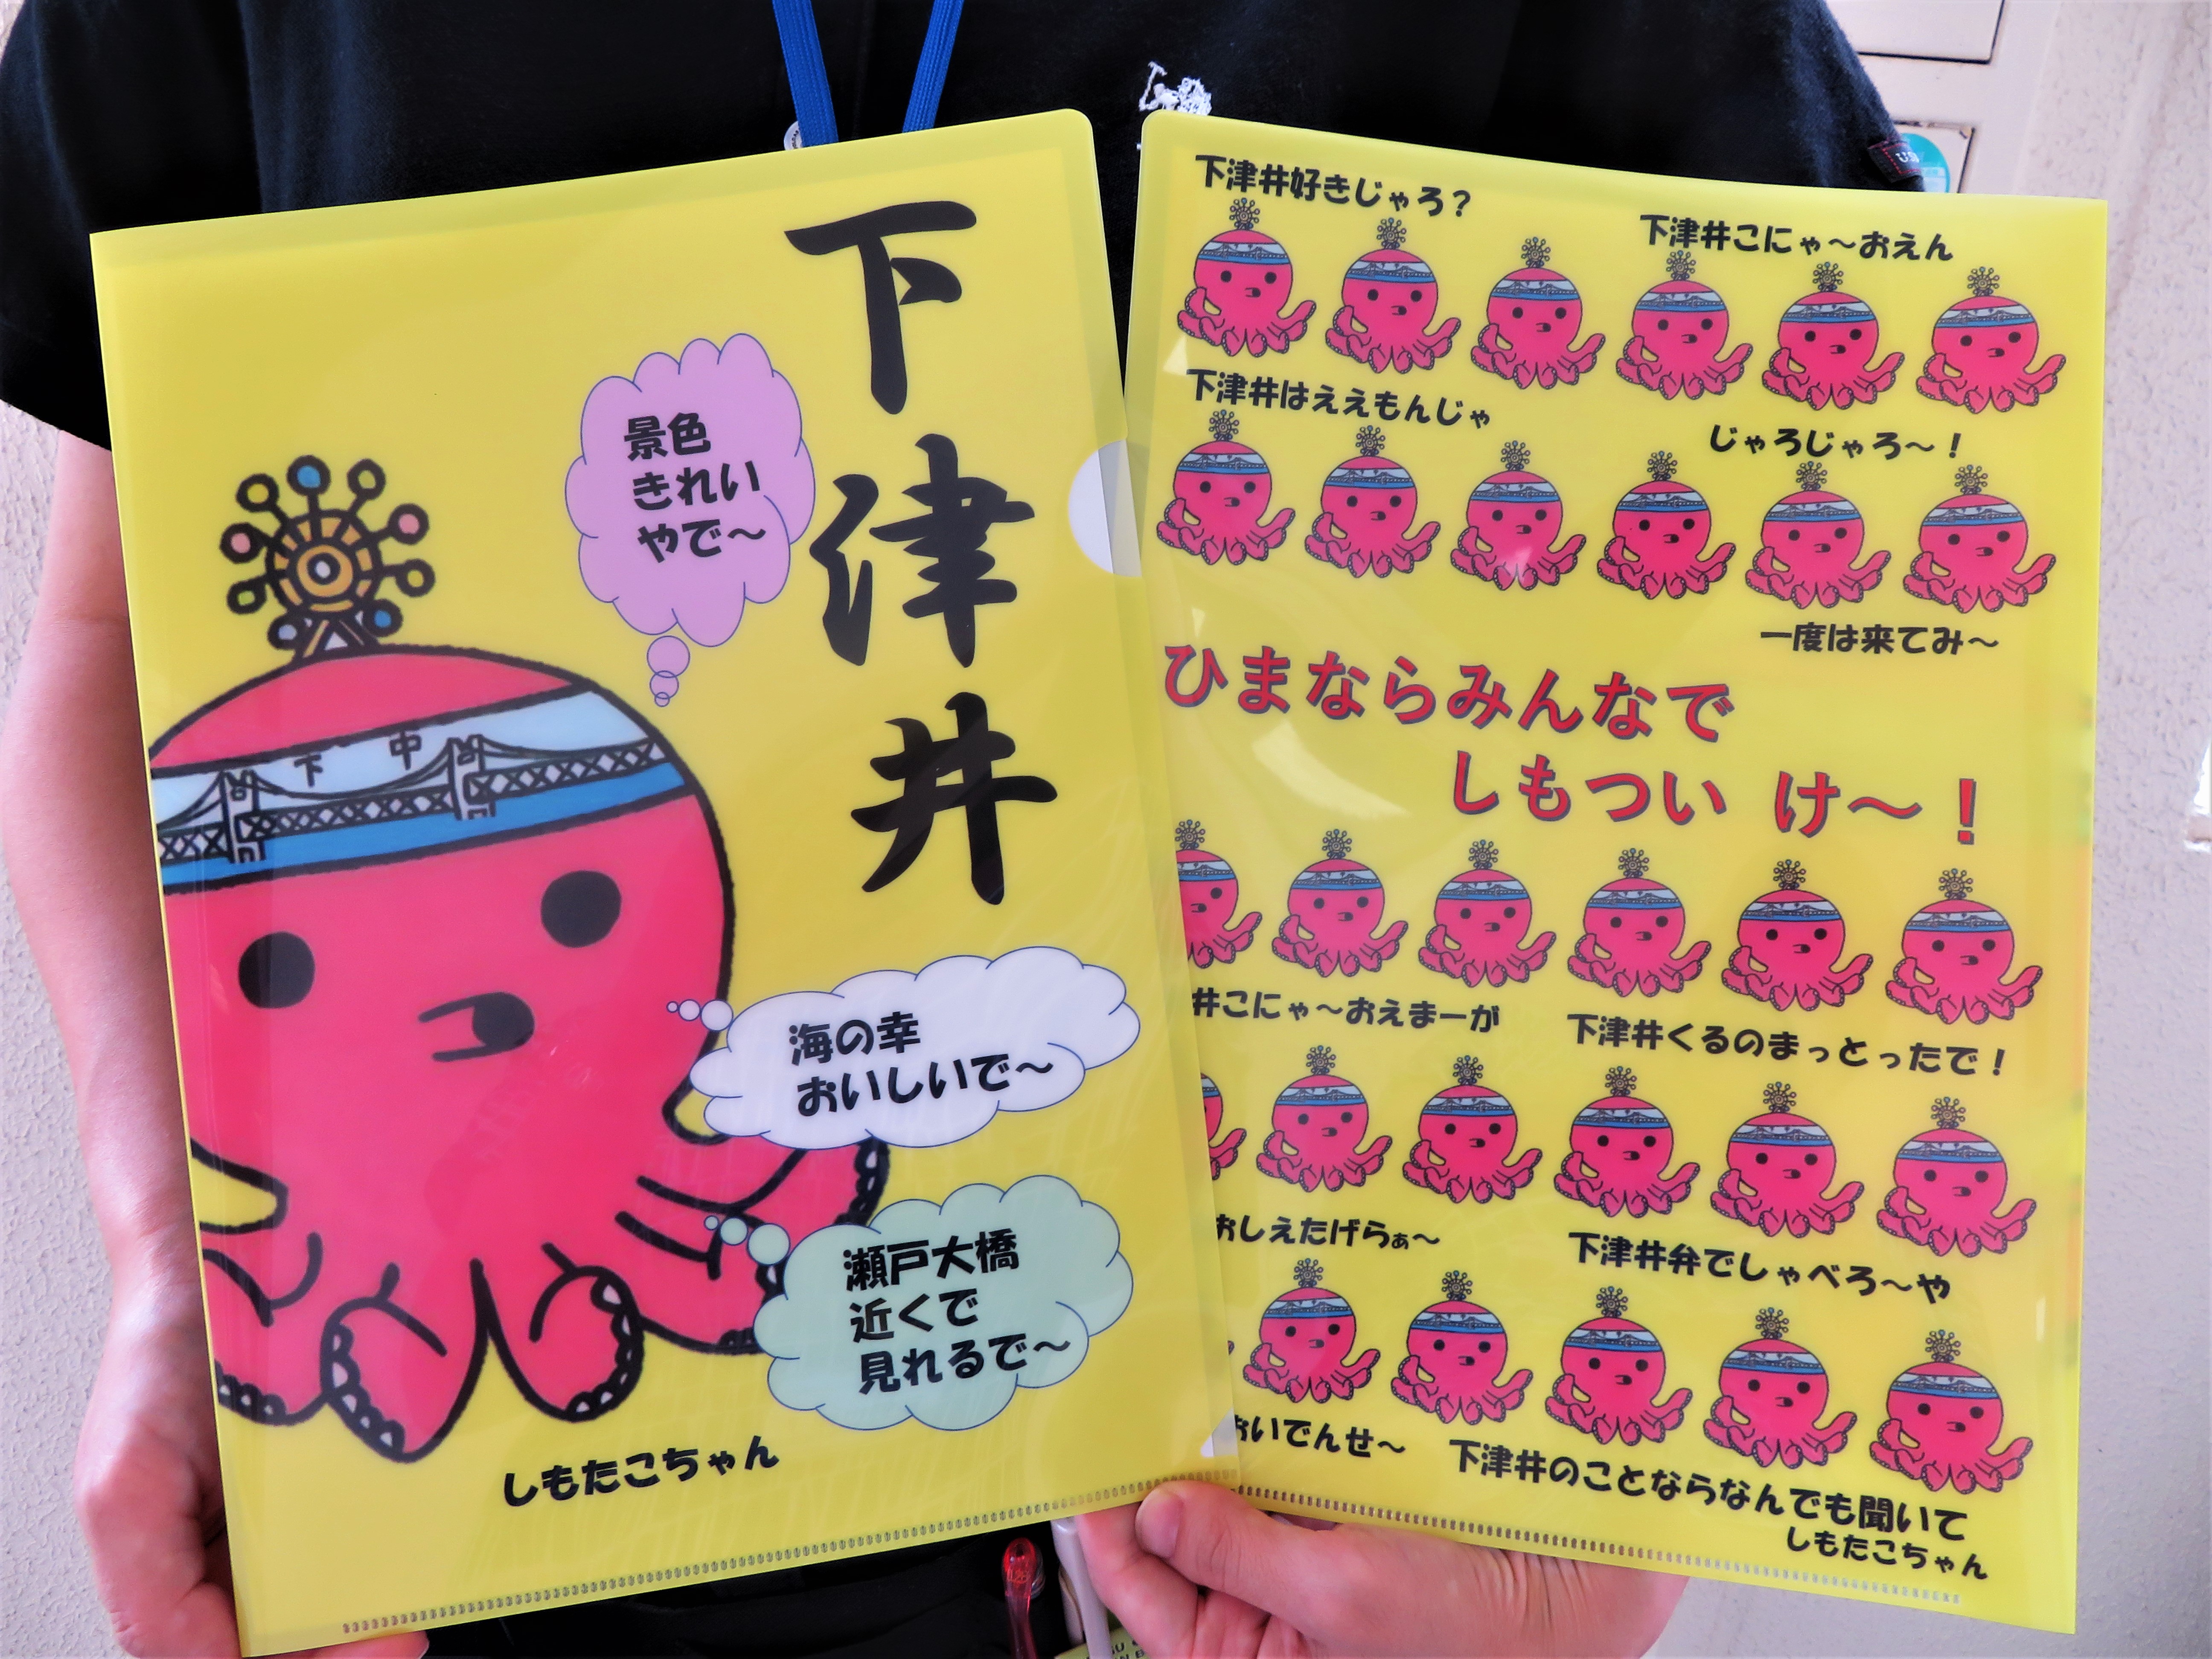 下津井
景色
きれい
やで～
下中
海の幸
おいしいで～
瀬戸大橋
近くで
見れるで～
しもたこちゃん
下津井好きじゃろ？
下津井こにゃ～おえん
下津井はええもんじゃ
じゃろじゃろ～！
一度は来てみ～
ひまならみんなで
しもつい け～！
井こにゃ～おえまーが
下津井くるのまっとったで！
おしえたげらぁ～
下津井弁でしゃべろ～や
おいでんせ～
下津井のことならなんでも聞いて
しもたこちゃん